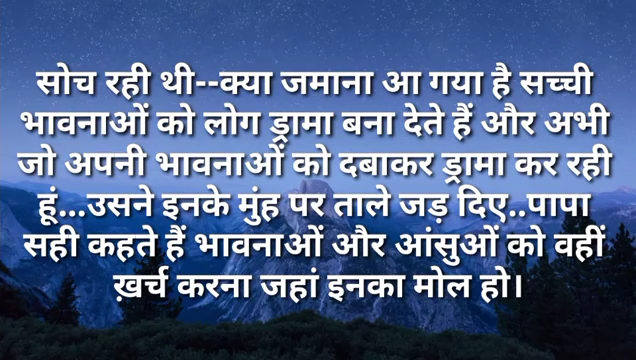 सोच रही थी--क्या जमाना आ गया है सच्ची
भावनाओं को लोग ड्रामा बना देते हैं और अभी
जो अपनी भावनाओं को दबाकर ड्रामा कर रही
हूं...उसने इनके मुंह पर ताले जड़ दिए..पापा
सही कहते हैं भावनाओं और आंसुओं को वहीं
ख़र्च करना जहां इनका मोल हो।